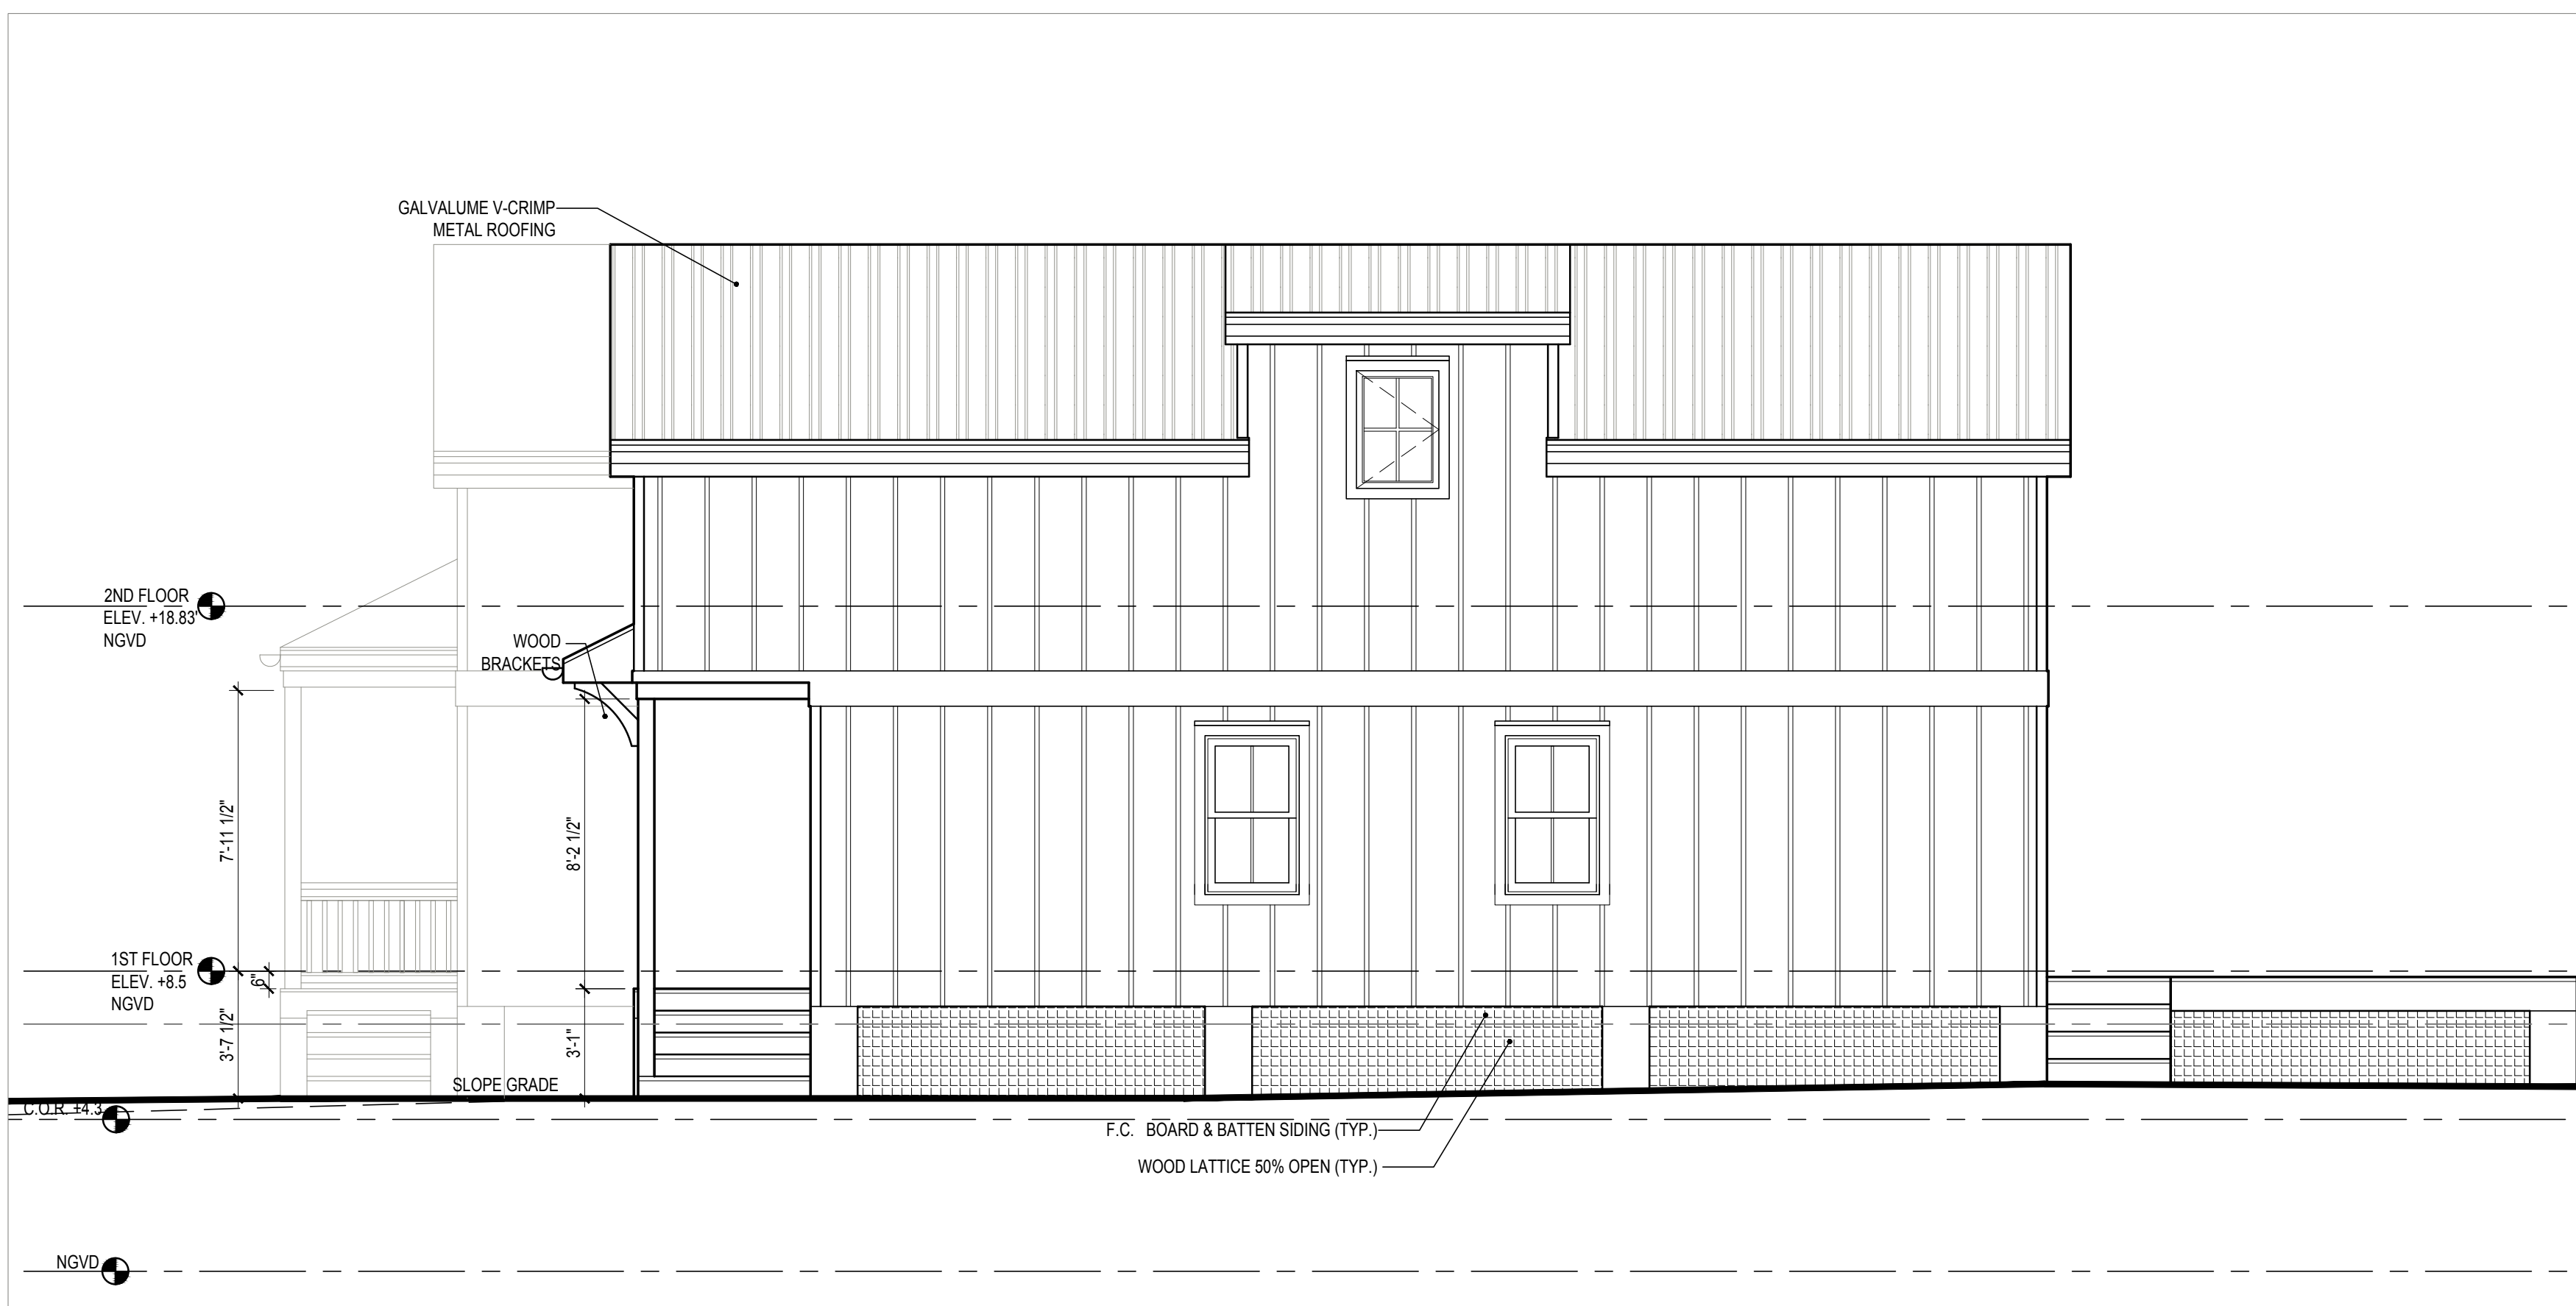 GALVALUME V-CRIMP
METAL ROOFING
2ND FLOOR
ELEV. +18.83'
NGVD
WOOD
BRACKETS
7'-11 1/2"
8'-2 1/2"
1ST FLOOR
ELEV. +8.5
NGVD
6"
3'-7 1/2"
3'-1"
SLOPE GRADE
C.O.R. +4.3
F.C. BOARD & BATTEN SIDING (TYP.)
WOOD LATTICE 50% OPEN (TYP.)
NGVD